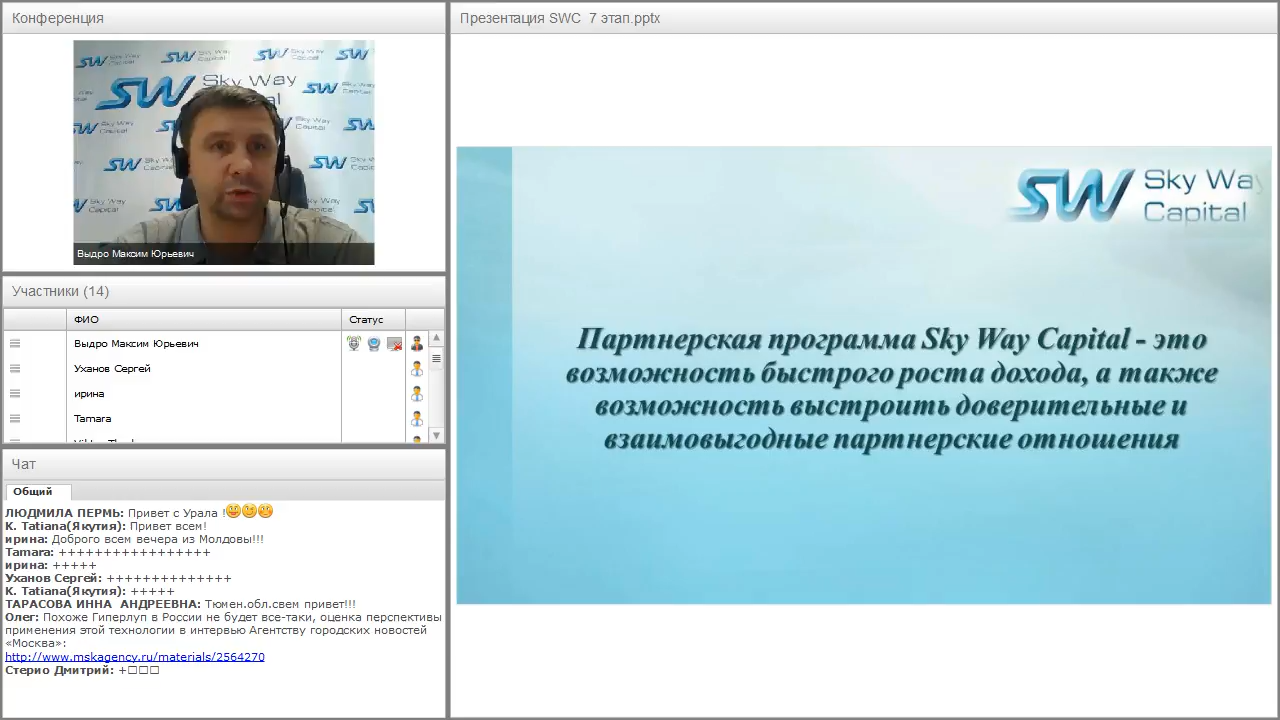 Конференция
Sky Way
Capital
Выдро Максим Юрьевич
Участники (14)
ФИО
Статус
Выдро Максим Юрьевич
Уханов Сергей
ирина
Tamara
Чат
Общий
ЛЮДМИЛА ПЕРМЬ: Привет с Урала !
K. Tatiana(Якутия): Привет всем!
ирина: Доброго всем вечера из Молдовы!!!
Tamara: +++++++++++++++++
ирина: +++++
Уханов Сергей: ++++++++++++++
K. Tatiana(Якутия): +++++
ТАРАСОВА ИННА АНДРЕЕВНА: Тюмен.обл.свем привет!!!
Олег: Похоже Гиперлуп в России не будет все-таки, оценка перспективы
применения этой технологии в интервью Агентству городских новостей
«Москва»:
http://www.mskagency.ru/materials/2564270
Стерио Дмитрий: +□□□
Презентация SWC 7 этап.pptx
SW Sky Way
Capital
Партнерская программа Sky Way Capital - это
возможность быстрого роста дохода, а также
возможность выстроить доверительные и
взаимовыгодные партнерские отношения